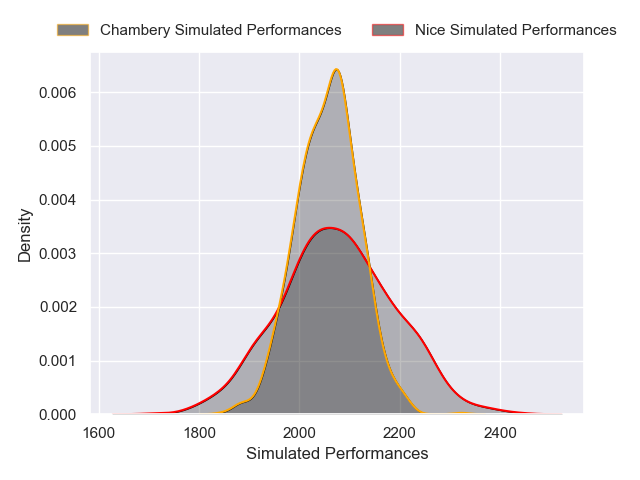 Chambery Simulated Performances Nice Simulated Performances
0.006
0.005
0.004
0.003
0.002
0.001
0.000
Density
1600 1800 2000 2200 2400
Simulated Performances